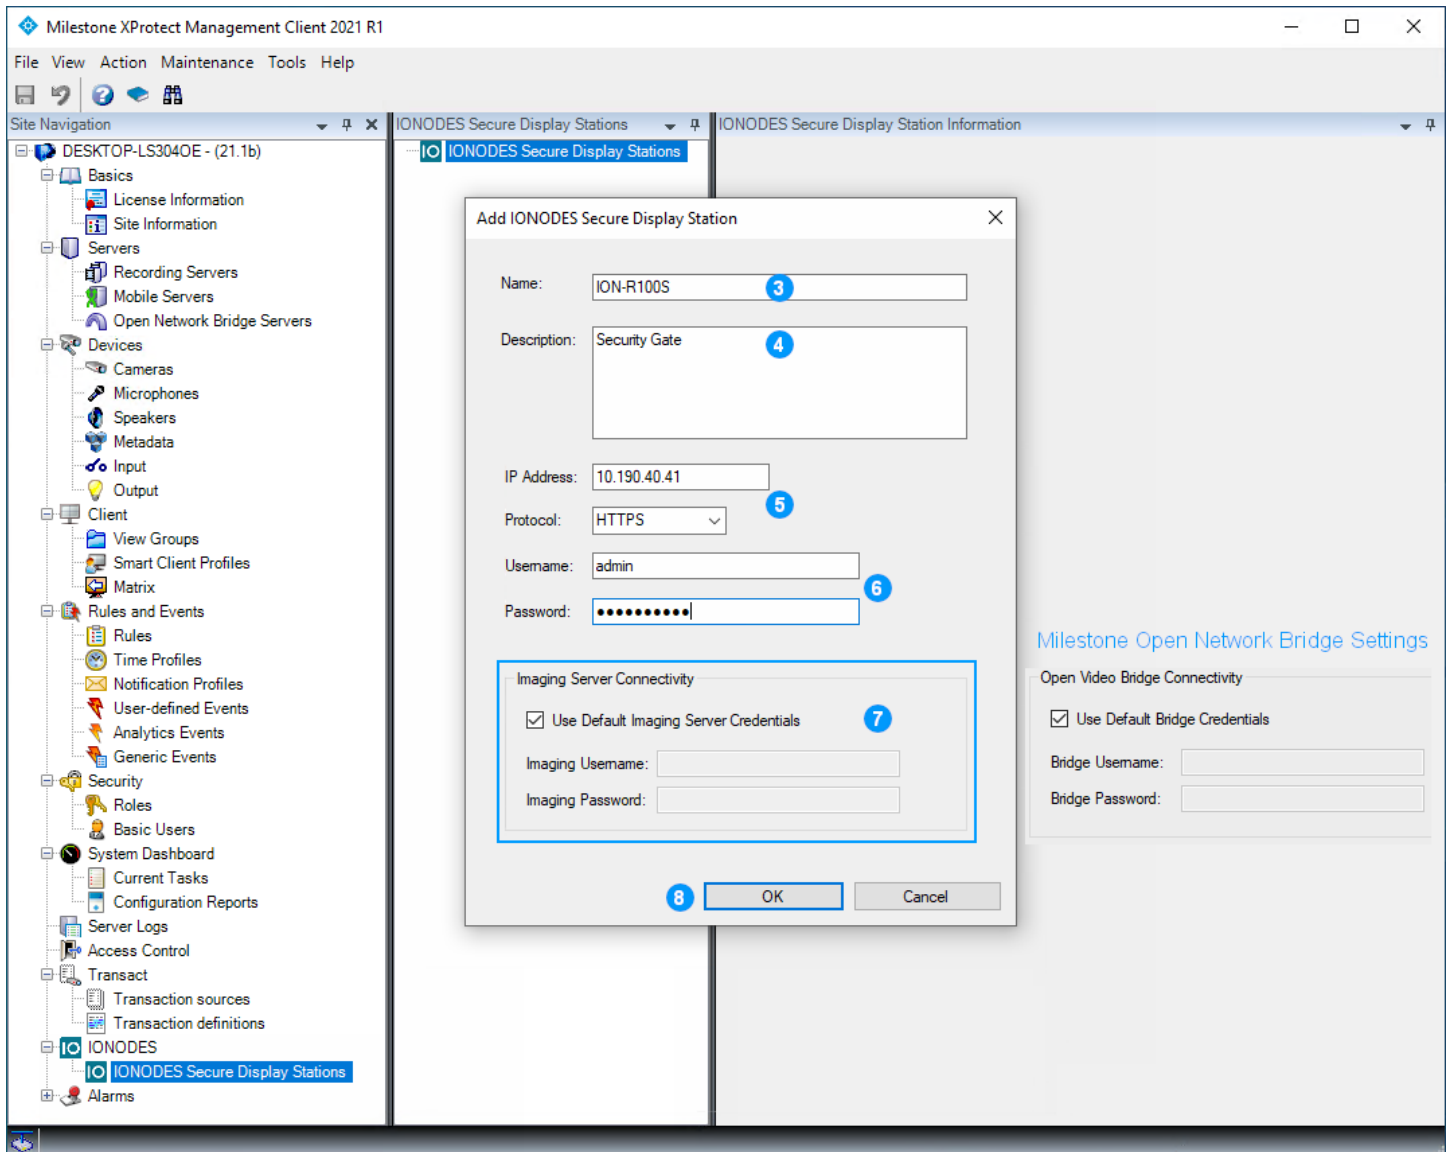 Milestone XProtect Management Client 2021 R1
File View Action Maintenance Tools Help
Site Navigation
IONODES Secure Display Stations
IONODES Secure Display Station Information
DESKTOP-LS304OE - (21.1b)
Basics
License Information
Site Information
Servers
Recording Servers
Mobile Servers
Open Network Bridge Servers
Devices
Cameras
Microphones
Speakers
Metadata
Input
Output
Client
View Groups
Smart Client Profiles
Matrix
Rules and Events
Rules
Time Profiles
Notification Profiles
User-defined Events
Analytics Events
Generic Events
Security
Roles
Basic Users
System Dashboard
Current Tasks
Configuration Reports
Server Logs
Access Control
Transact
Transaction sources
Transaction definitions
IO IONODES
IO IONODES Secure Display Stations
Alarms
IO IONODES Secure Display Stations
Add IONODES Secure Display Station
Name: ION-R100S 3
Description: Security Gate 4
IP Address: 10.190.40.41
5
Protocol: HTTPS
Username: admin
6
Password: ●●●●●●●●●●
Imaging Server Connectivity
Use Default Imaging Server Credentials 7
Imaging Username:
Imaging Password:
8 OK Cancel
Milestone Open Network Bridge Settings
Open Video Bridge Connectivity
Use Default Bridge Credentials
Bridge Username:
Bridge Password: